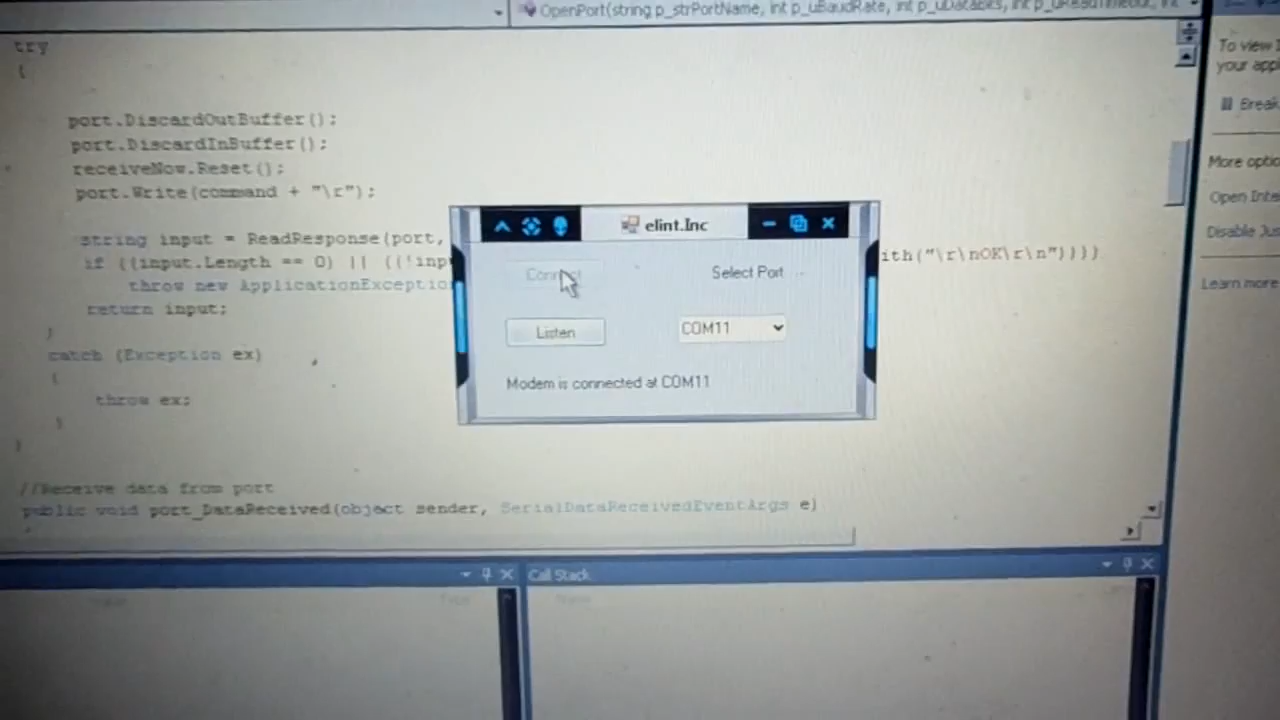 OpenPort(string p_strPortName, int p_uBaudRate, int p_uDataBits, int p_uReadTimeout, int
try
{
port.DiscardOutBuffer();
port.DiscardInBuffer();
receiveNow.Reset();
port.Write(command + "\r");
string input = ReadResponse(port,
if ((input.Length == 0) || ((!inp ith("\r\nOK\r\n"))))
throw new ApplicationExceptio
return input;
}
catch (Exception ex)
{
throw ex;
}
}
//Receive data from port
public void port_DataReceived(object sender, SerialDataReceivedEventArgs e)
elint.Inc
Connect
Select Port
Listen
COM11
Modem is connected at COM11
To view
your appl
Break
More optio
Open Inte
Disable Jus
Learn more
Call Stack